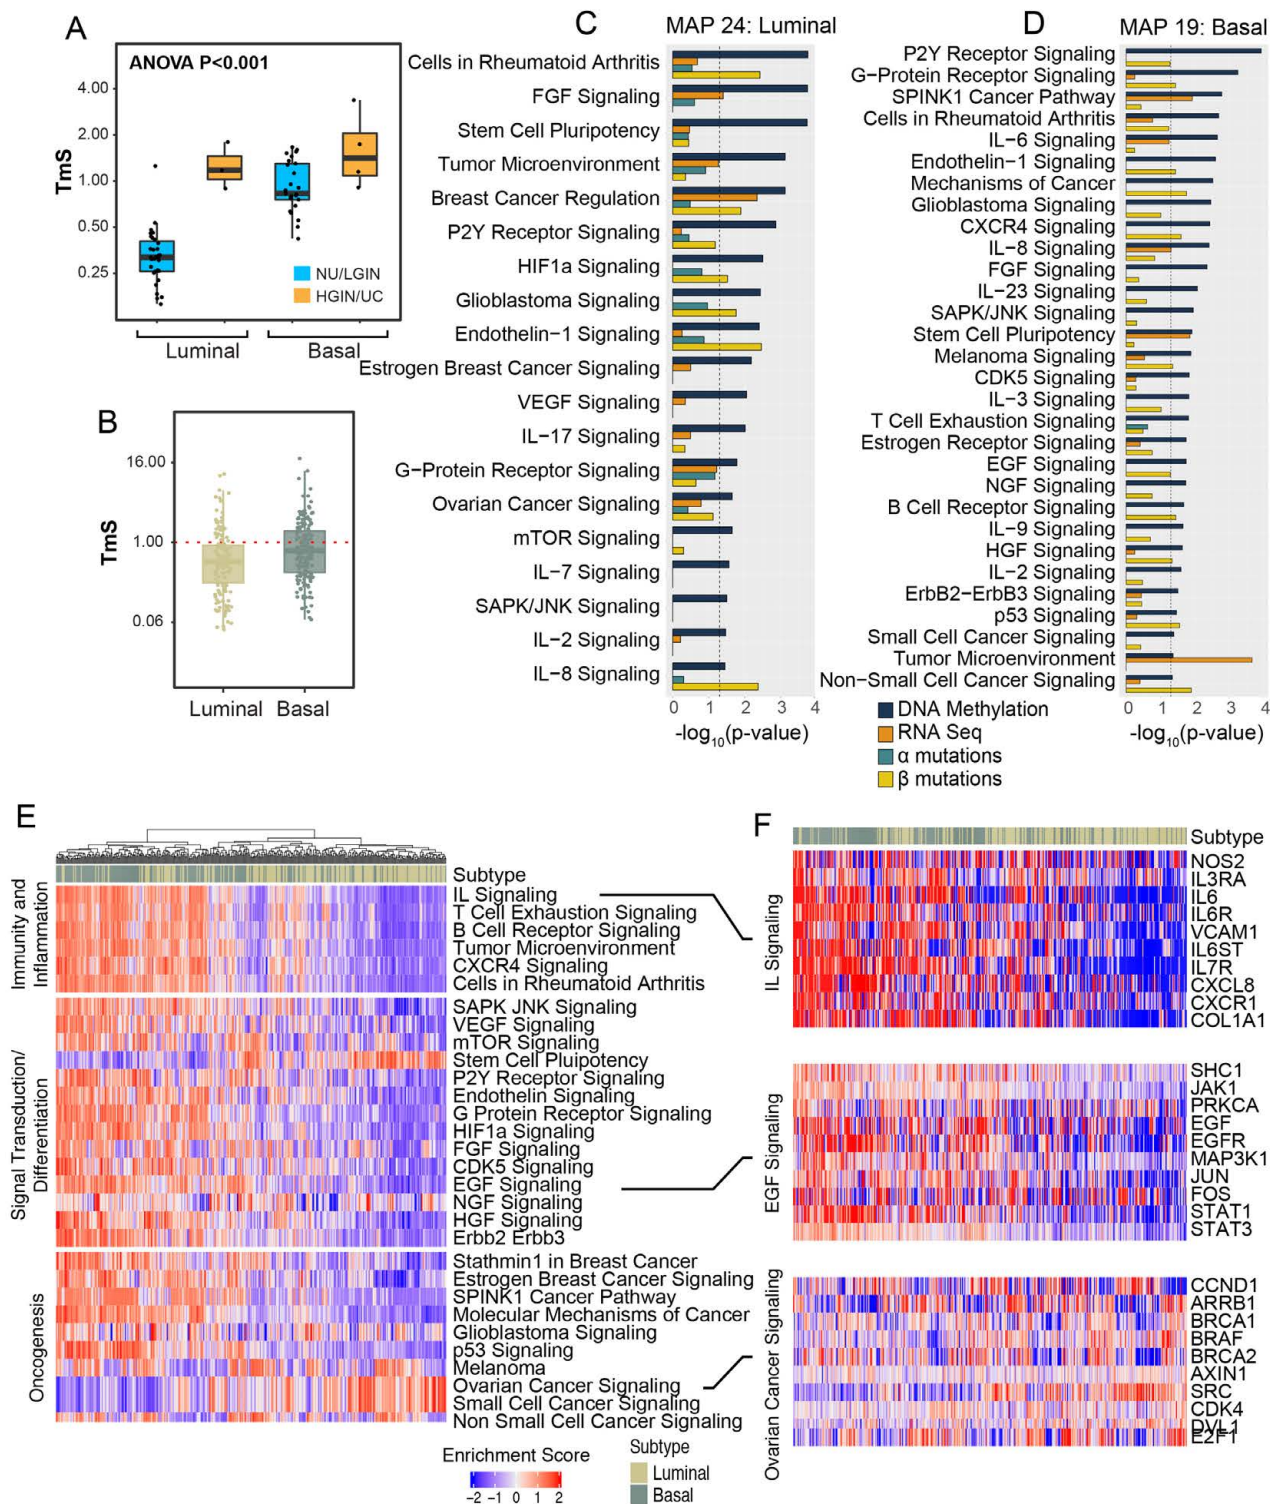 A
ANOVA P<0.001
TmS
4.00
2.00
1.00
0.50
0.25
NU/LGIN
HGIN/UC
Luminal
Basal
B
TmS
16.00
1.00
0.06
Luminal
Basal
C
MAP 24: Luminal
Cells in Rheumatoid Arthritis
FGF Signaling
Stem Cell Pluripotency
Tumor Microenvironment
Breast Cancer Regulation
P2Y Receptor Signaling
HIF1a Signaling
Glioblastoma Signaling
Endothelin−1 Signaling
Estrogen Breast Cancer Signaling
VEGF Signaling
IL−17 Signaling
G−Protein Receptor Signaling
Ovarian Cancer Signaling
mTOR Signaling
IL−7 Signaling
SAPK/JNK Signaling
IL−2 Signaling
IL−8 Signaling
0 1 2 3 4
-log10(p-value)
D
MAP 19: Basal
P2Y Receptor Signaling
G−Protein Receptor Signaling
SPINK1 Cancer Pathway
Cells in Rheumatoid Arthritis
IL−6 Signaling
Endothelin−1 Signaling
Mechanisms of Cancer
Glioblastoma Signaling
CXCR4 Signaling
IL−8 Signaling
FGF Signaling
IL−23 Signaling
SAPK/JNK Signaling
Stem Cell Pluripotency
Melanoma Signaling
CDK5 Signaling
IL−3 Signaling
T Cell Exhaustion Signaling
Estrogen Receptor Signaling
EGF Signaling
NGF Signaling
B Cell Receptor Signaling
IL−9 Signaling
HGF Signaling
IL−2 Signaling
ErbB2−ErbB3 Signaling
p53 Signaling
Small Cell Cancer Signaling
Tumor Microenvironment
Non−Small Cell Cancer Signaling
0 1 2 3 4
-log10(p-value)
DNA Methylation
RNA Seq
α mutations
β mutations
E
Subtype
Immunity and
Inflamation
IL Signaling
T Cell Exhaustion Signaling
B Cell Receptor Signaling
Tumor Microenvironment
CXCR4 Signaling
Cells in Rheumatoid Arthritis
Signal Transduction/
Differentiation
SAPK JNK Signaling
VEGF Signaling
mTOR Signaling
Stem Cell Pluipotency
P2Y Receptor Signaling
Endothelin Signaling
G Protein Receptor Signaling
HIF1a Signaling
FGF Signaling
CDK5 Signaling
EGF Signaling
NGF Signaling
HGF Signaling
Erbb2 Erbb3
Oncogenesis
Stathmin1 in Breast Cancer
Estrogen Breast Cancer Signaling
SPINK1 Cancer Pathway
Molecular Mechanisms of Cancer
Glioblastoma Signaling
p53 Signaling
Melanoma
Ovarian Cancer Signaling
Small Cell Cancer Signaling
Non Small Cell Cancer Signaling
Enrichment Score
−2 −1 0 1 2
Subtype
Luminal
Basal
F
Subtype
IL Signaling
NOS2
IL3RA
IL6
IL6R
VCAM1
IL6ST
IL7R
CXCL8
CXCR1
COL1A1
EGF Signaling
SHC1
JAK1
PRKCA
EGF
EGFR
MAP3K1
JUN
FOS
STAT1
STAT3
Ovarian Cancer Signaling
CCND1
ARRB1
BRCA1
BRAF
BRCA2
AXIN1
SRC
CDK4
DVL1
E2F1